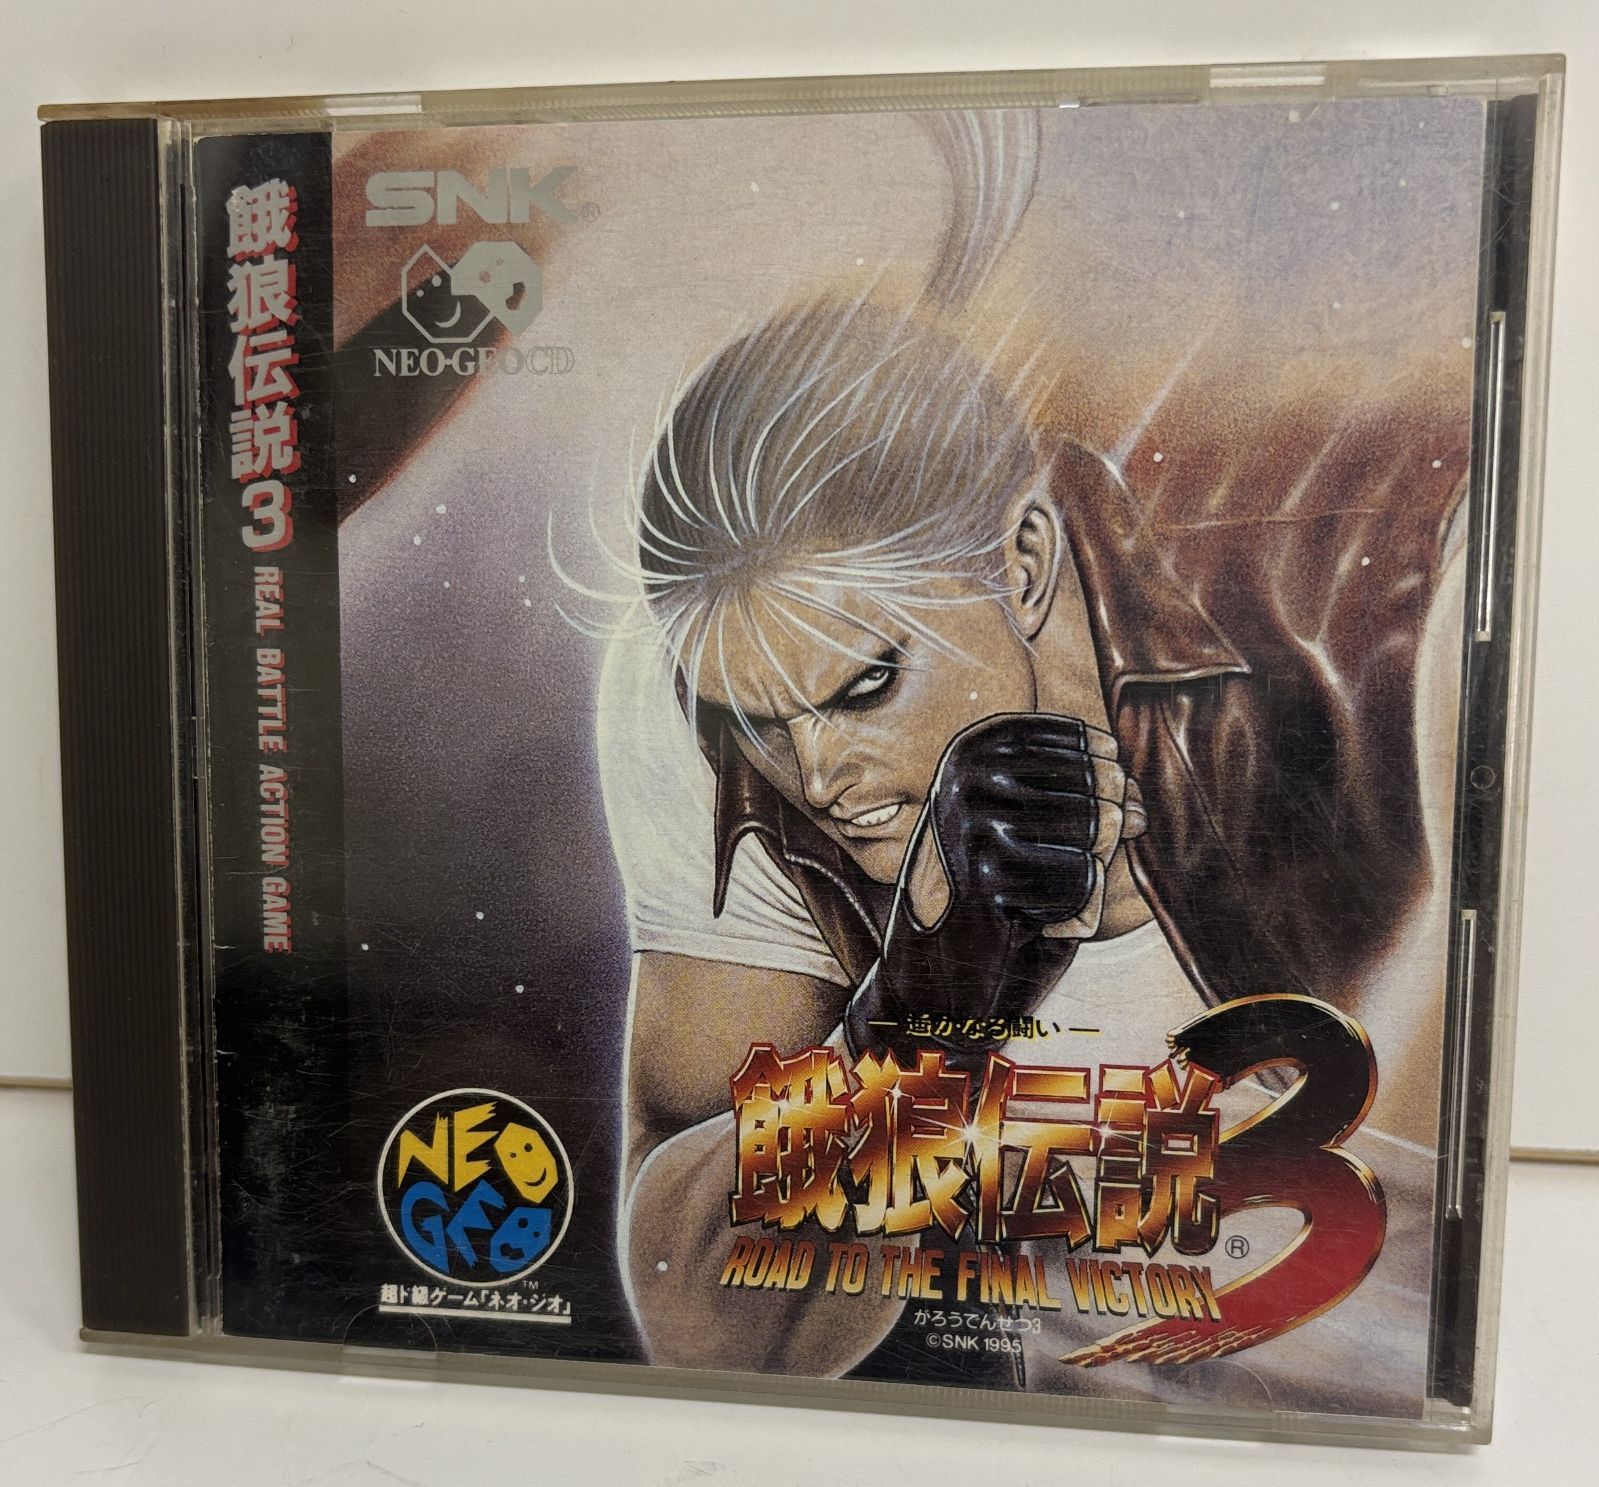 餓狼伝説3 REAL BATTLE ACTION GAME
SNK®
NEO·GEO CD
NEO
GEO
™
超ド級ゲーム「ネオ・ジオ」
— 遥かなる闘い —
餓狼伝説3
®
ROAD TO THE FINAL VICTORY
がろうでんせつ3
©SNK 1995